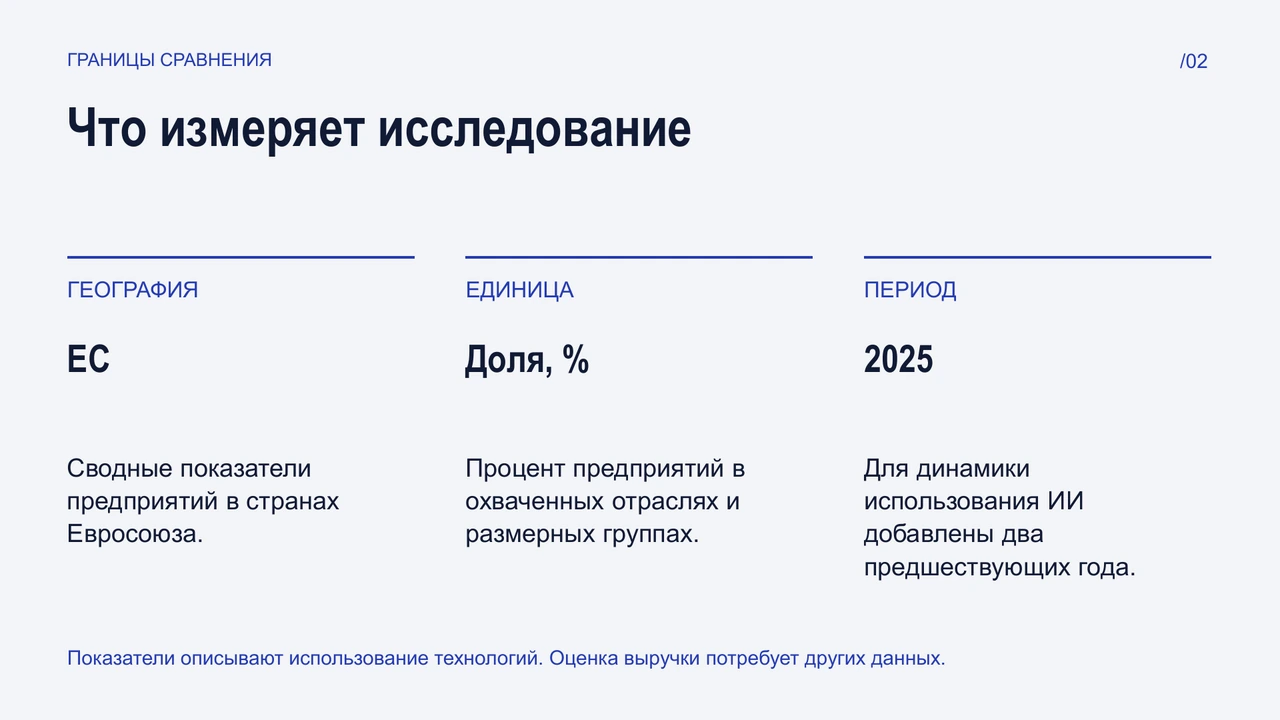 ГРАНИЦЫ СРАВНЕНИЯ
/02
Что измеряет исследование
ГЕОГРАФИЯ
ЕС
Сводные показатели
предприятий в странах
Евросоюза.
ЕДИНИЦА
Доля, %
Процент предприятий в
охваченных отраслях и
размерных группах.
ПЕРИОД
2025
Для динамики
использования ИИ
добавлены два
предшествующих года.
Показатели описывают использование технологий. Оценка выручки потребует других данных.